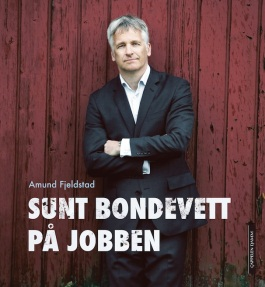 Amund Fjeldstad
SUNT BONDEVETT
PÅ JOBBEN